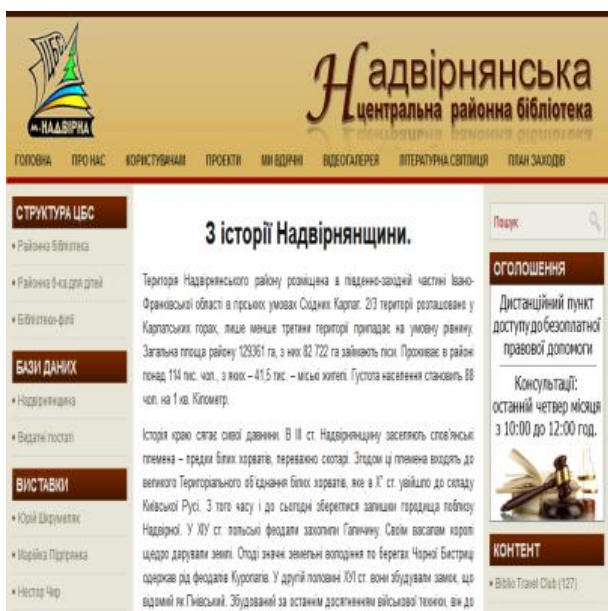 ЦБС
м. НАДВІРНА
Надвірнянська
центральна районна бібліотека
ГОЛОВНА ПРО НАС КОРИСТУВАЧАМ ПРОЕКТИ МИ ВДЯЧНІ ВІДЕОГАЛЕРЕЯ ЛІТЕРАТУРНА СВІТЛИЦЯ ПЛАН ЗАХОДІВ
СТРУКТУРА ЦБС
• Районна бібліотека
• Районна б-ка для дітей
• Бібліотеки-філії
БАЗИ ДАНИХ
• Надвірнянщина
• Видатні постаті
ВИСТАВКИ
• Юрій Шкрумеляк
• Марійка Підгірянка
• Нестор Чир
З історії Надвірнянщини.
Територія Надвірнянського району розміщена в південно-західній частині Івано-
Франківської області в гірських умовах Східних Карпат. 2/3 території розташовано у
Карпатських горах, лише менше третини території припадає на умовну рівнину.
Загальна площа району 129361 га, з них 82 722 га займають ліси. Проживає в районі
понад 114 тис. чол., з яких – 41,5 тис. – міські жителі. Густота населення становить 88
чол. на 1 кв. Кілометр.
Історія краю сягає сивої давнини. В ІІІ ст. Надвірнянщину заселяють слов'янські
племена – предки білих хорватів, переважно скотарі. Згодом ці племена входять до
великого Територіального об'єднання білих хорватів, яке в X" ст. увійшло до складу
Київської Русі. З того часу і до сьогодні збереглися залишки городища поблизу
Надвірної. У ХІУ ст. польські феодали захопили Галичину. Своїм васалам королі
щедро дарували землі. Отоді значні земельні володіння по берегах Чорної Бистриці
одержав рід феодалів Куропатів. У другій половині ХУІ ст. вони збудували замок, що
відомий як Пнівський. Збудований за останнім досягненням військової техніки, він до
Пошук
ОГОЛОШЕННЯ
Дистанційний пункт
доступу до безоплатної
правової допомоги
Консультації:
останній четвер місяця
з 10:00 до 12:00 год.
КОНТЕНТ
• Biblio Travel Club (127)